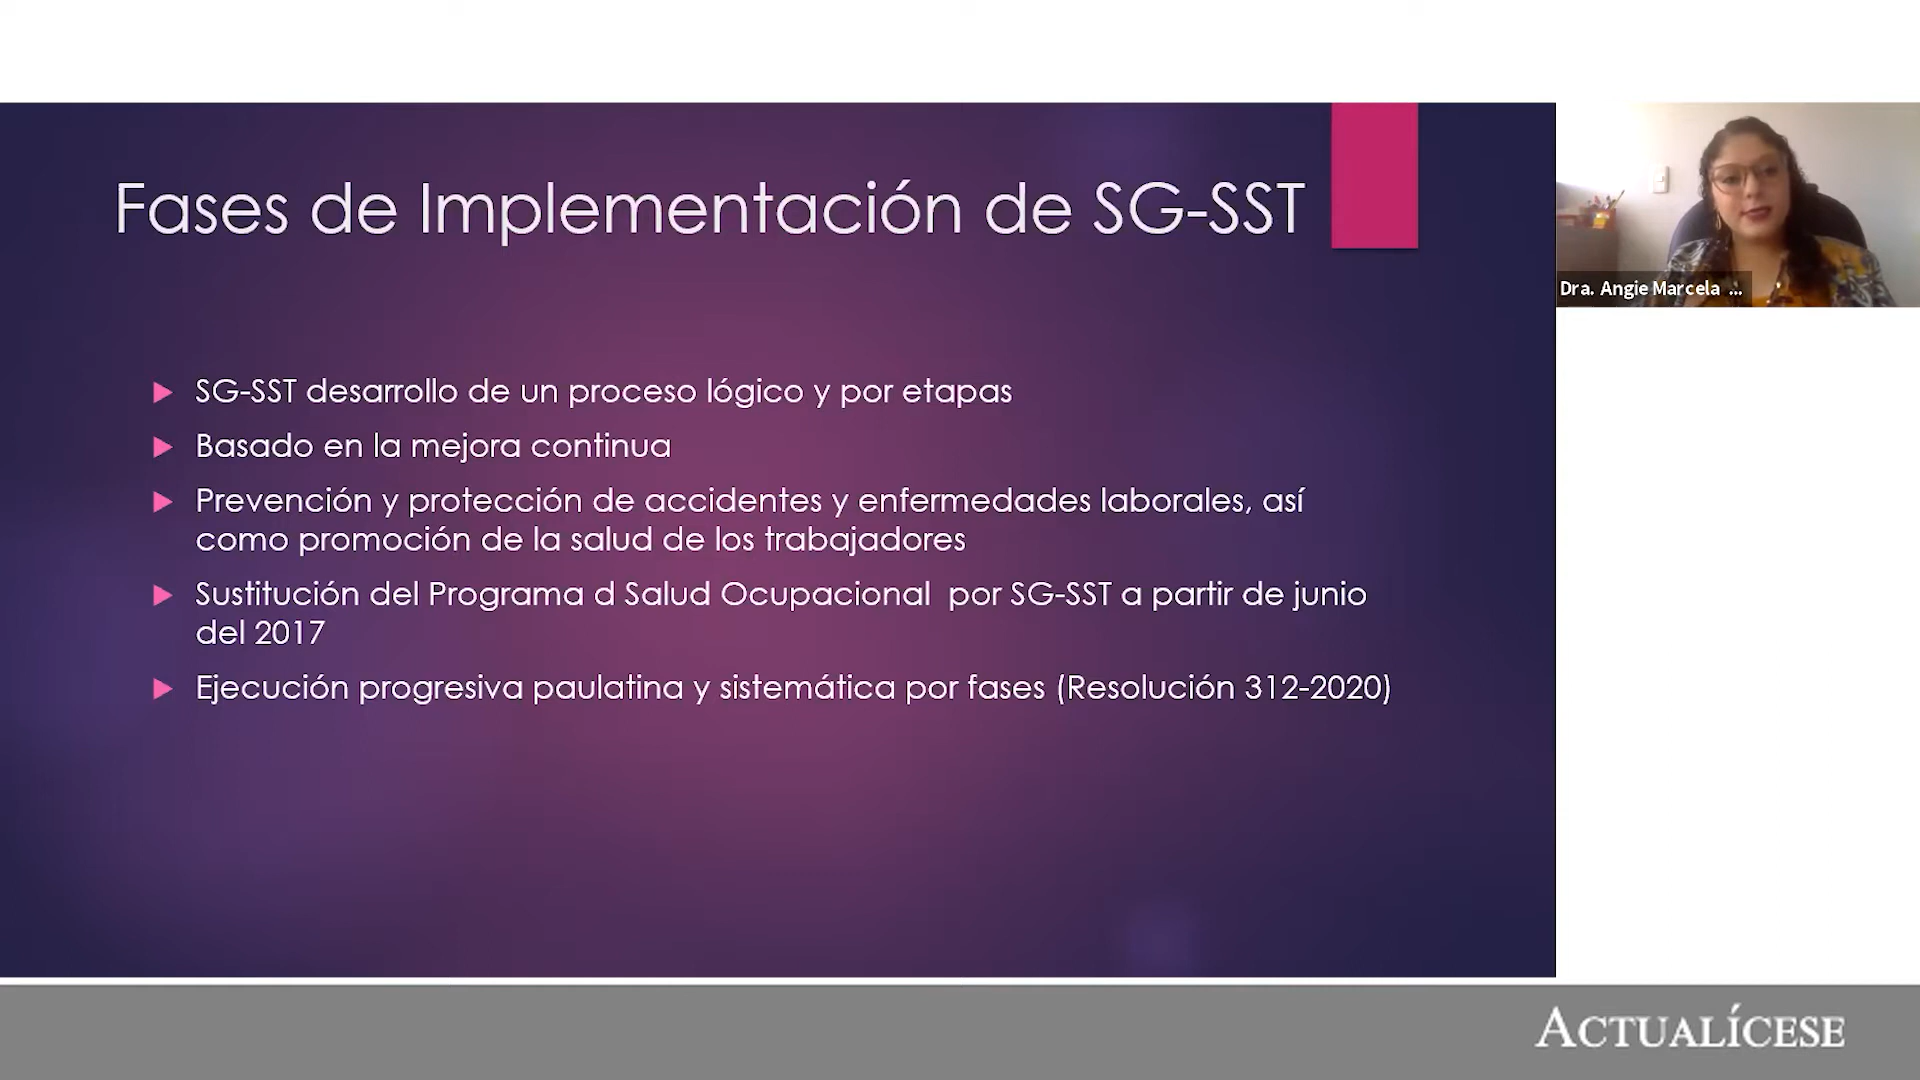 Fases de Implementación de SG-SST
SG-SST desarrollo de un proceso lógico y por etapas
Basado en la mejora continua
Prevención y protección de accidentes y enfermedades laborales, así
como promoción de la salud de los trabajadores
Sustitución del Programa d Salud Ocupacional  por SG-SST a partir de junio
del 2017
Ejecución progresiva paulatina y sistemática por fases (Resolución 312-2020)
Dra. Angie Marcela ...
ACTUALÍCESE